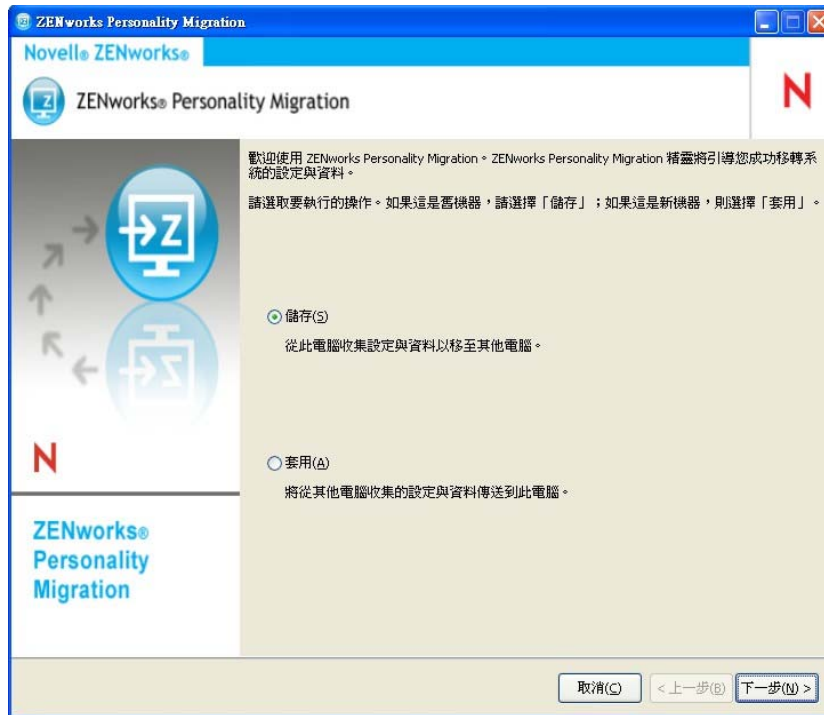 ZENworks Personality Migration
Novell® ZENworks®
ZENworks® Personality Migration
N
歡迎使用 ZENworks Personality Migration。ZENworks Personality Migration 精靈將引導您成功移轉系
統的設定與資料。
請選取要執行的操作。如果這是舊機器，請選擇「儲存」；如果這是新機器，則選擇「套用」。
儲存(S)
從此電腦收集設定與資料以移至其他電腦。
套用(A)
將從其他電腦收集的設定與資料傳送到此電腦。
N
ZENworks®
Personality
Migration
取消(C)
<上一步(B)
下一步(N) >